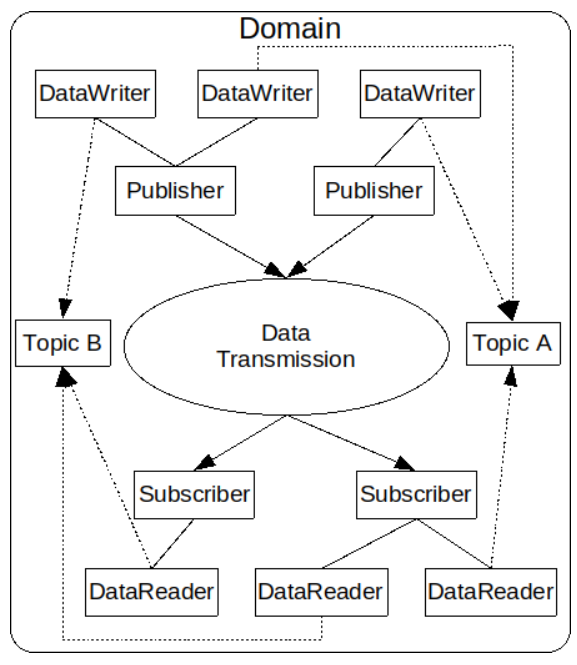 Domain
DataWriter
DataWriter
DataWriter
Publisher
Publisher
Topic B
Data
Transmission
Topic A
Subscriber
Subscriber
DataReader
DataReader
DataReader